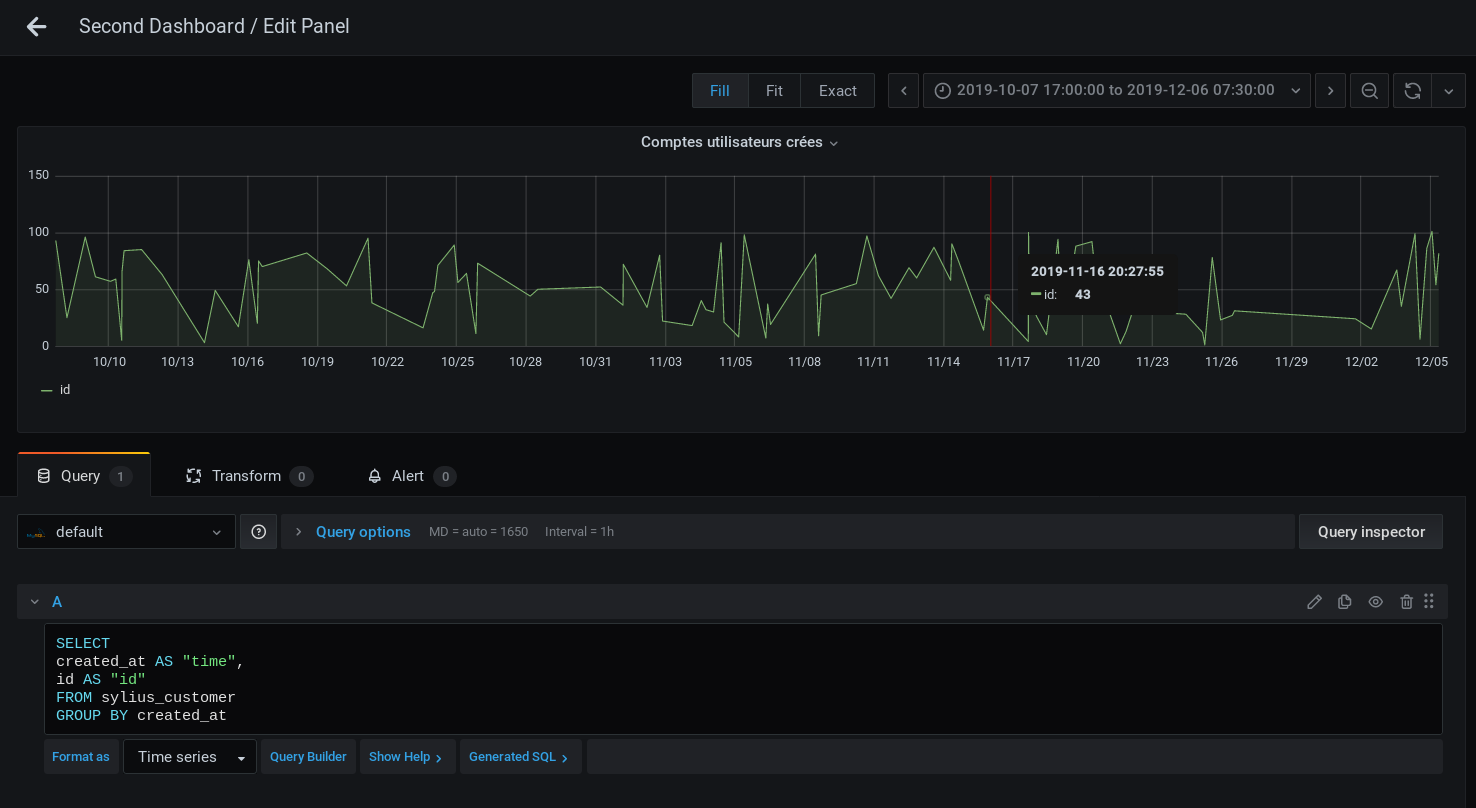 Second Dashboard / Edit Panel
Fill Fit Exact 2019-10-07 17:00:00 to 2019-12-06 07:30:00
Comptes utilisateurs crées
150
100
50
0
2019-11-16 20:27:55
id: 43
10/10 10/13 10/16 10/19 10/22 10/25 10/28 10/31 11/03 11/05 11/08 11/11 11/14 11/17 11/20 11/23 11/26 11/29 12/02 12/05
id
Query 1 Transform 0 Alert 0
default Query options MD = auto = 1650 Interval = 1h Query inspector
A
SELECT
created_at AS "time",
id AS "id"
FROM sylius_customer
GROUP BY created_at
Format as Time series Query Builder Show Help Generated SQL